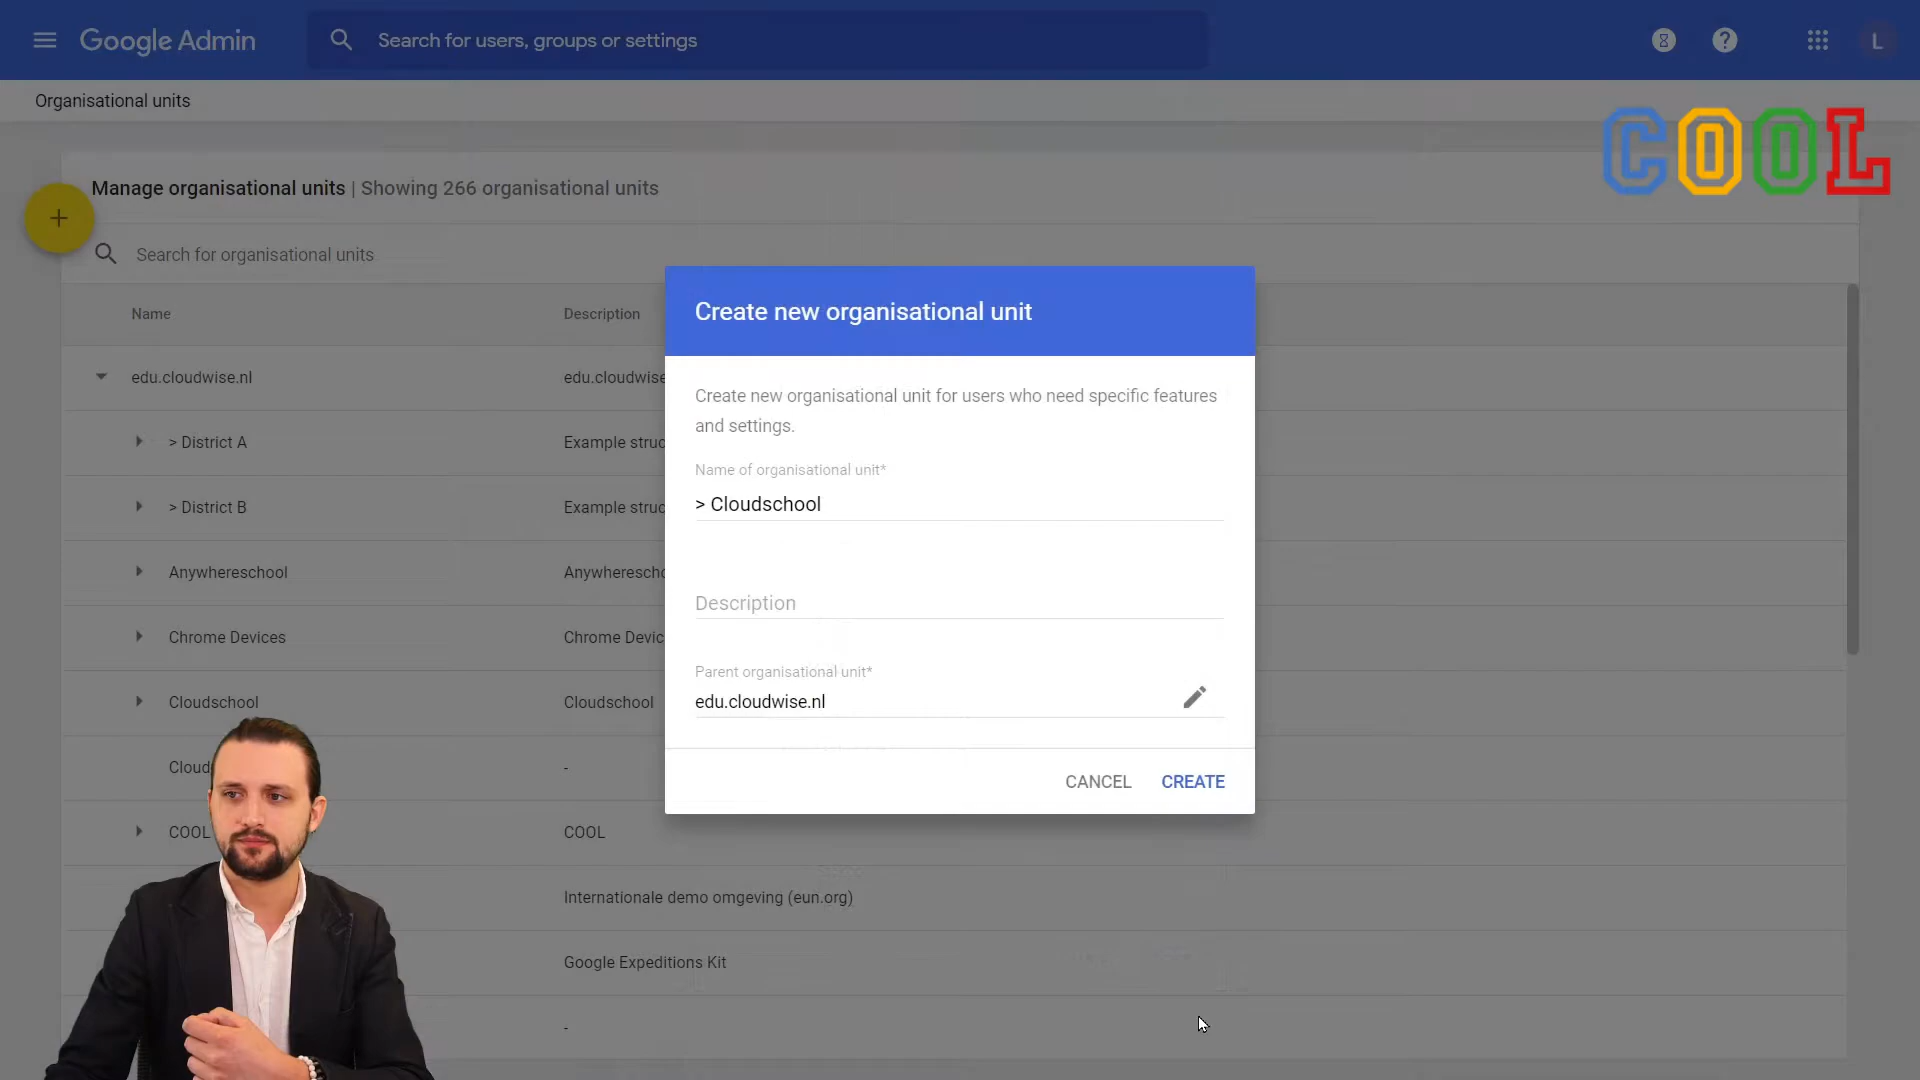 Google Admin
Search for users, groups or settings
L
Organisational units
COOL
Manage organisational units | Showing 266 organisational units
+
Search for organisational units
Name Description
edu.cloudwise.nl edu.cloudwise
> District A Example struc
> District B Example struc
Anywhereschool Anywherescho
Chrome Devices Chrome Devic
Cloudschool Cloudschool
Cloud -
COOL COOL
Internationale demo omgeving (eun.org)
Google Expeditions Kit
-
Create new organisational unit
Create new organisational unit for users who need specific features
and settings.
Name of organisational unit*
> Cloudschool
Description
Parent organisational unit*
edu.cloudwise.nl
CANCEL CREATE